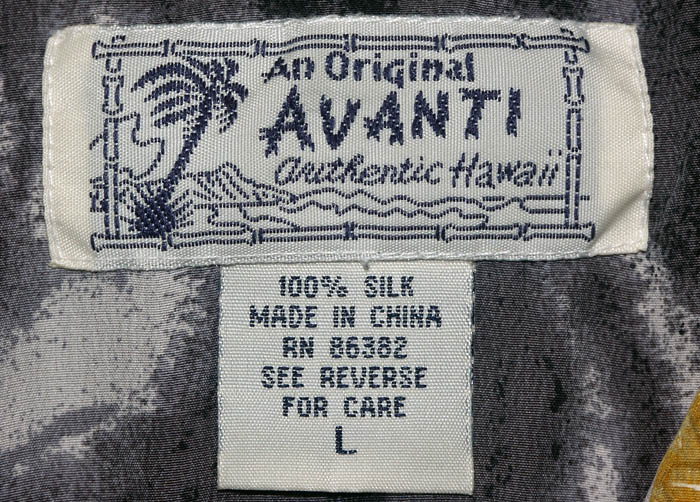 An Original
AVANTI
authentic Hawaii
100% SILK
MADE IN CHINA
RN 86382
SEE REVERSE
FOR CARE
L